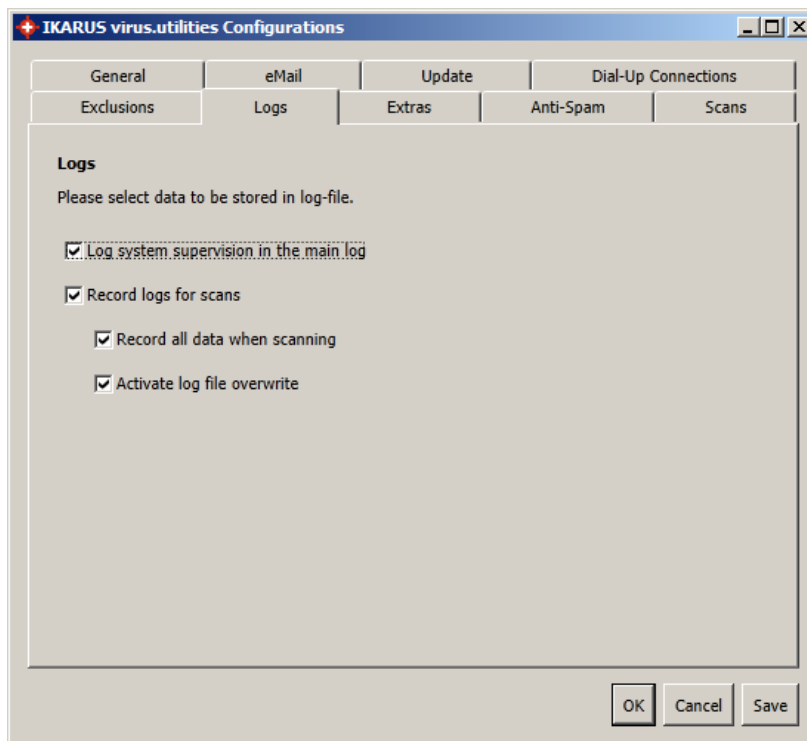 IKARUS virus.utilities Configurations
General eMail Update Dial-Up Connections
Exclusions Logs Extras Anti-Spam Scans
Logs
Please select data to be stored in log-file.
Log system supervision in the main log
Record logs for scans
Record all data when scanning
Activate log file overwrite
OK Cancel Save